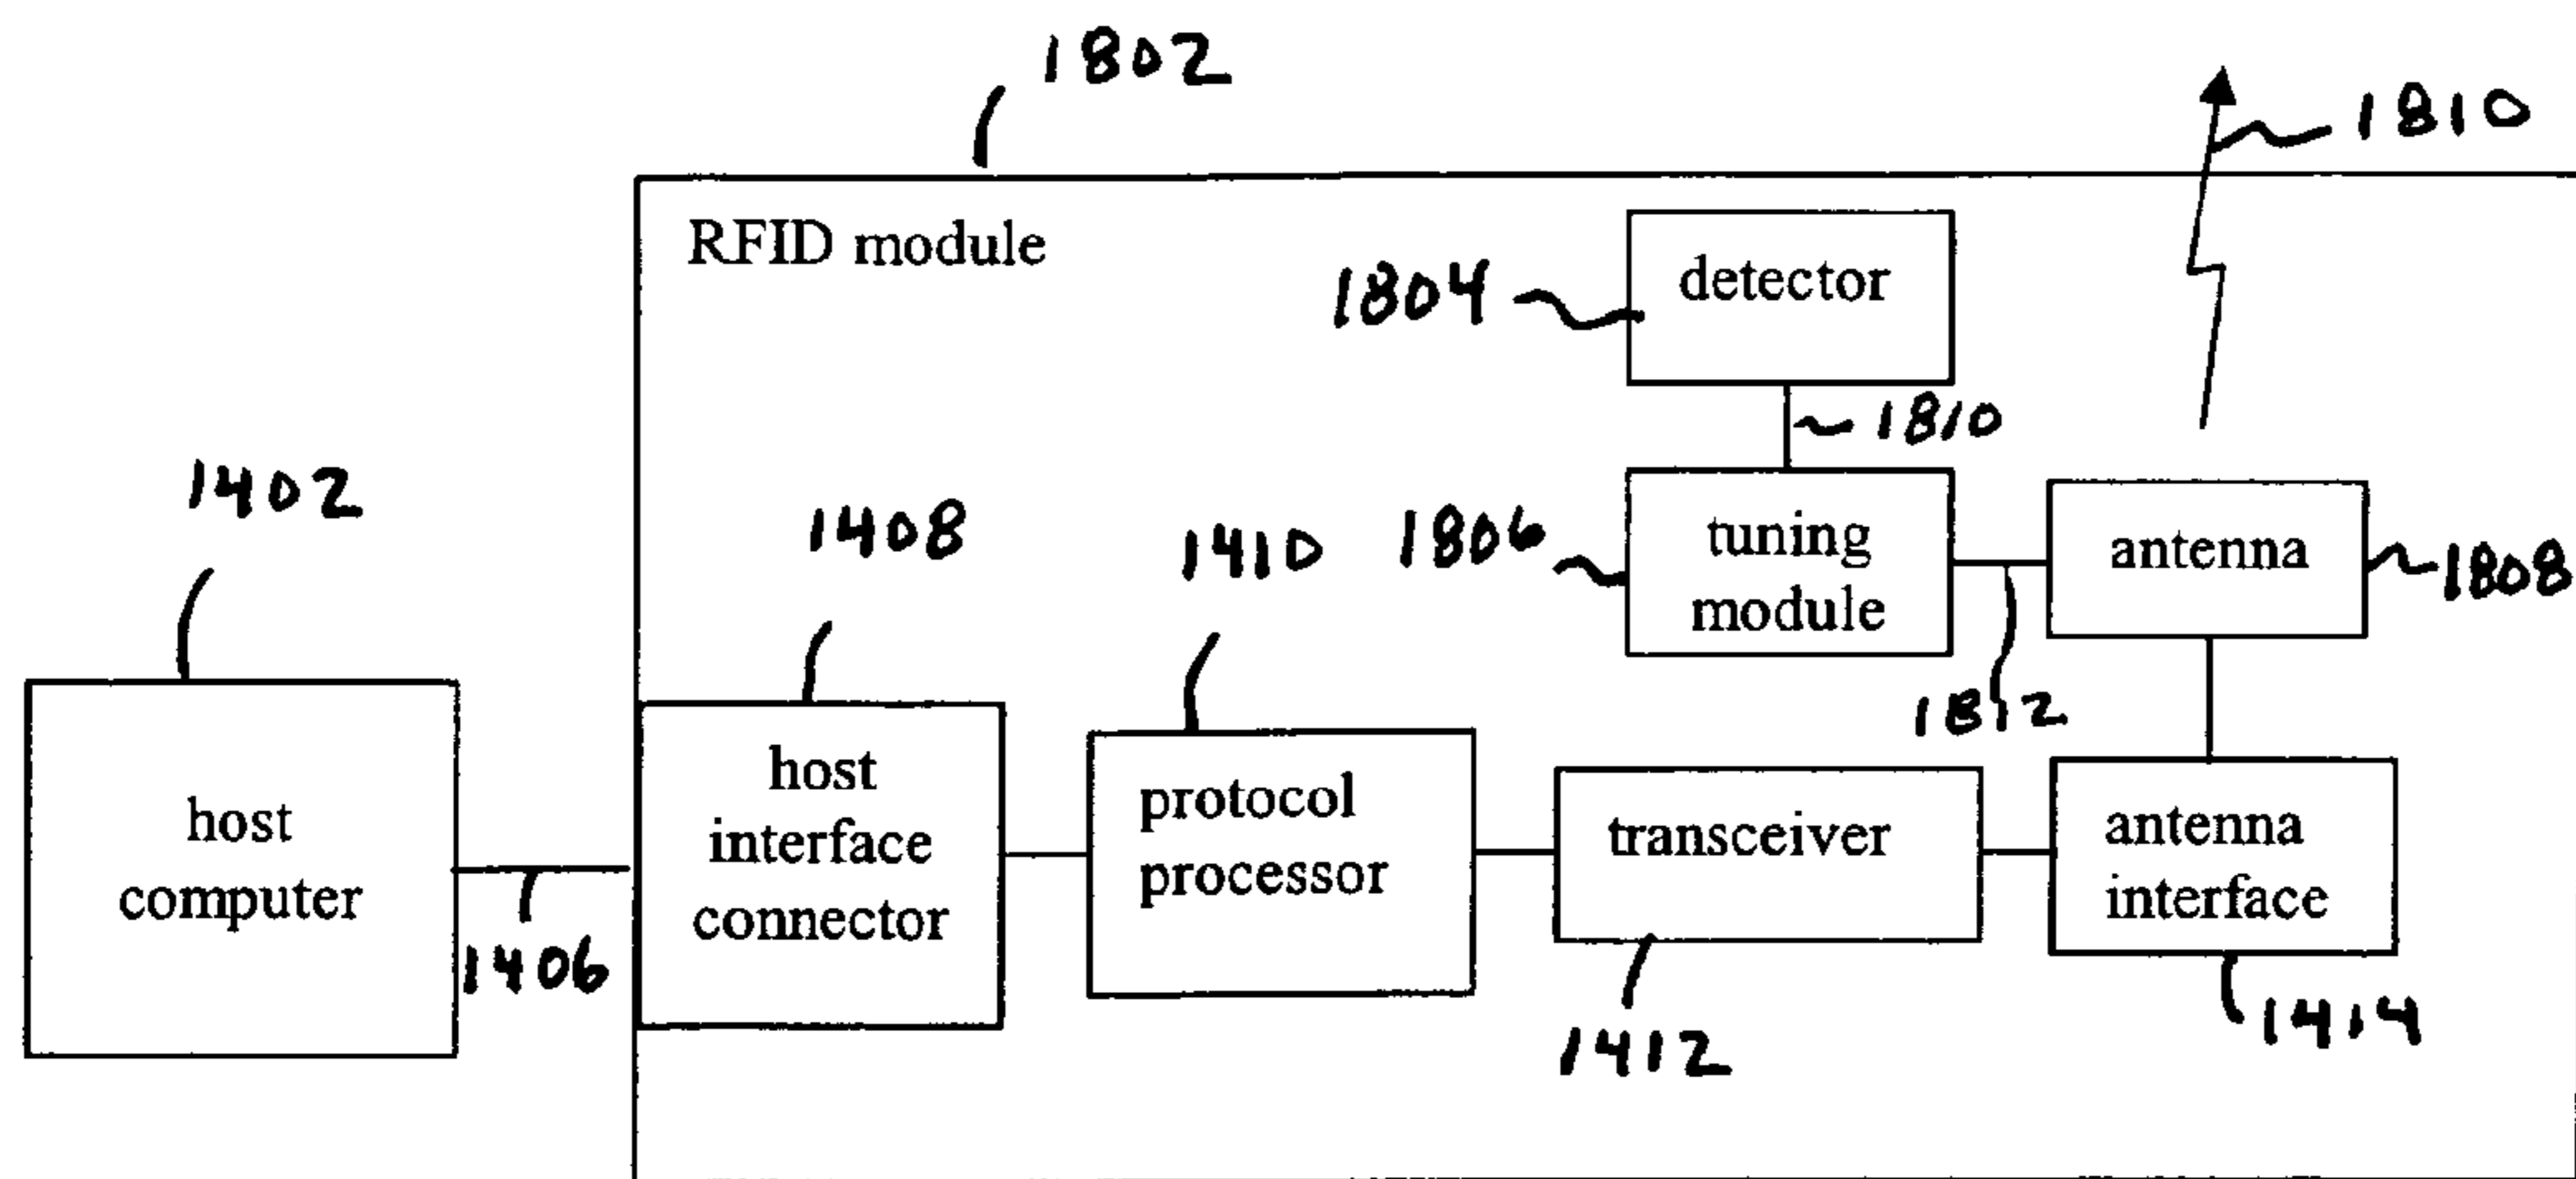 1802
1810
RFID module
detector
1804
1810
1402
1408
1410
1806
tuning
module
antenna
1808
1812
host
computer
1406
host
interface
connector
protocol
processor
transceiver
antenna
interface
1412
1414